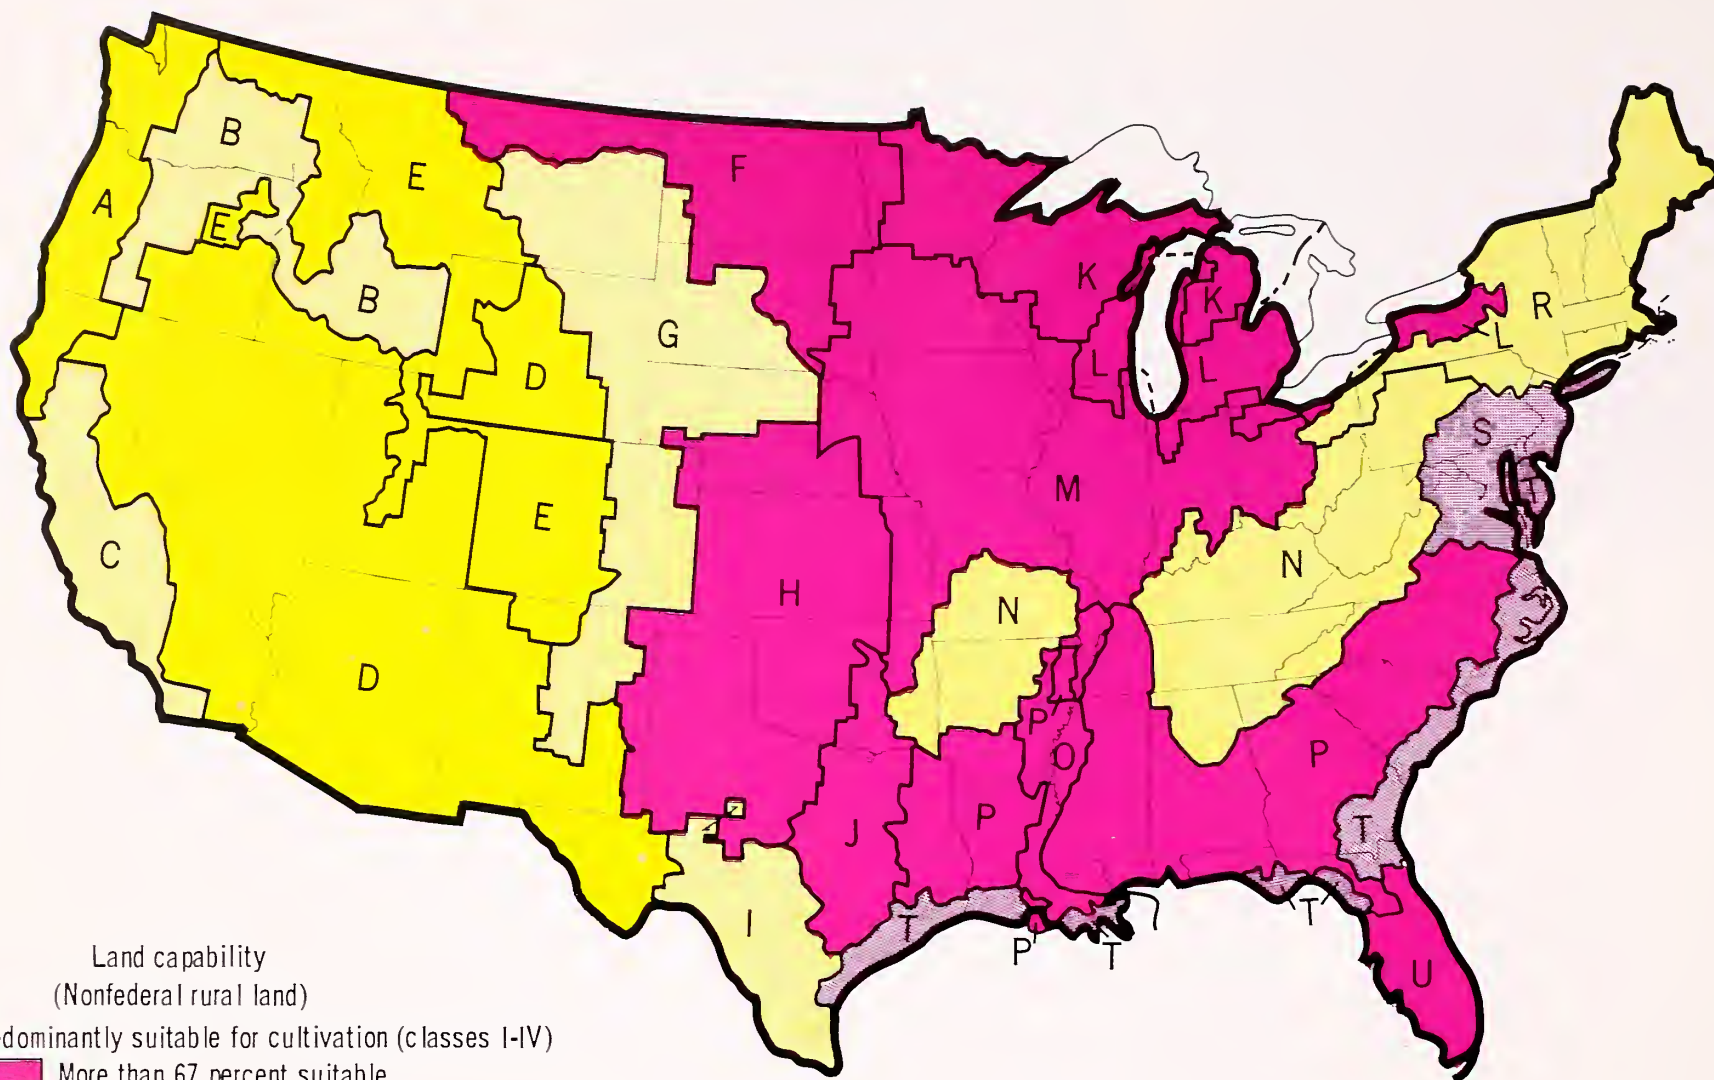 B
E
F
A
E
K
B
K
R
G
L
L
L
D
S
M
T
E
C
N
H
N
D
P
O
P
P
J
T
I
T
T
P
T
U
Land capability
(Nonfederal rural land)
dominantly suitable for cultivation (classes I-IV)
More than 67 percent suitable